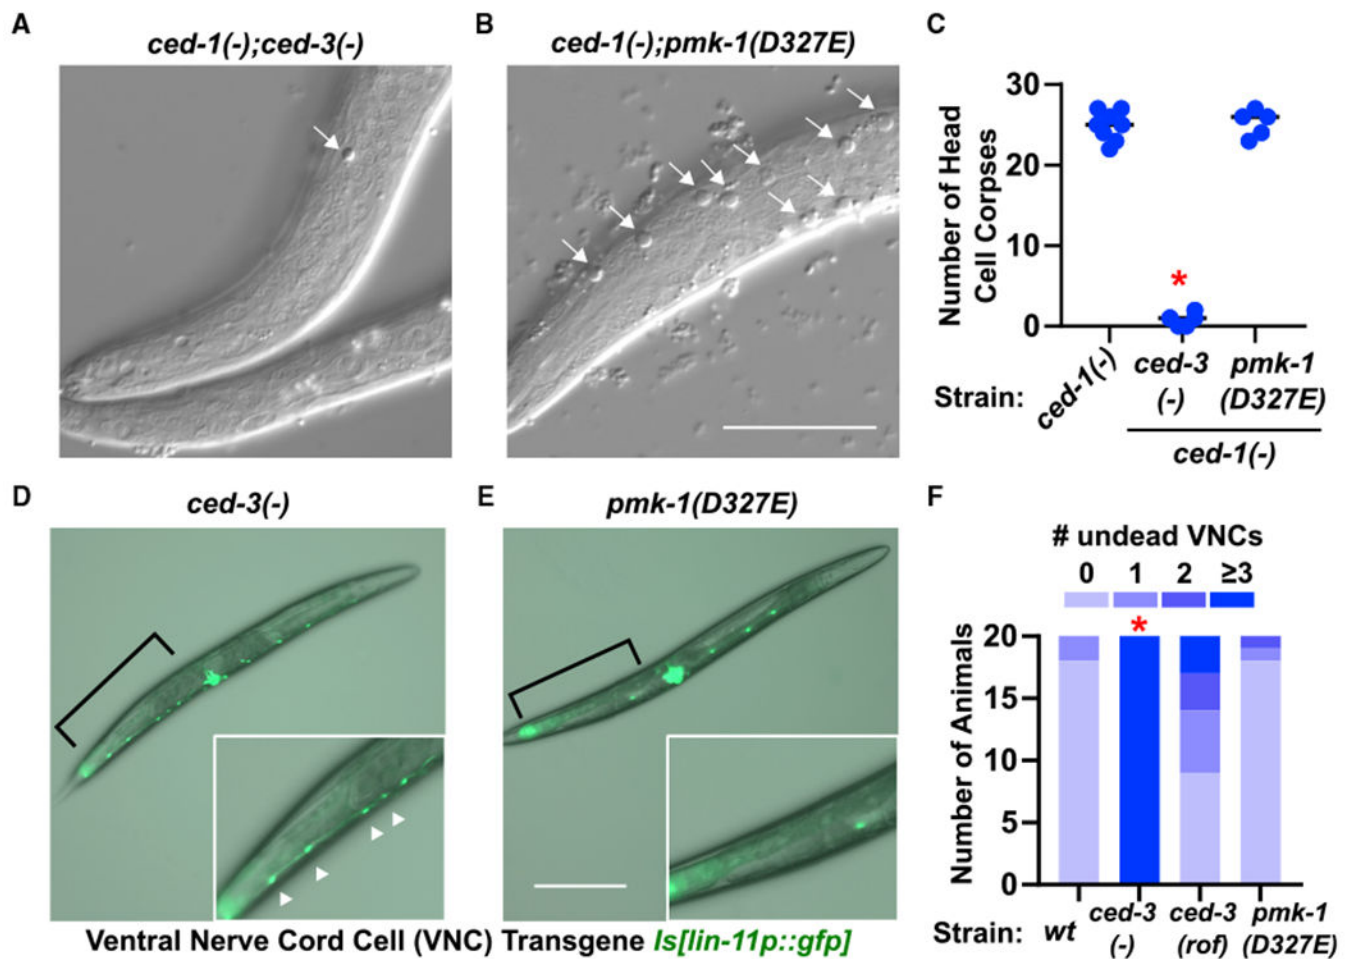 A
ced-1(-);ced-3(-)
B
ced-1(-);pmk-1(D327E)
C
Number of Head
Cell Corpses
30
20
10
0
*
Strain:
ced-1(-)
ced-3
(-)
pmk-1
(D327E)
ced-1(-)
D
ced-3(-)
E
pmk-1(D327E)
Ventral Nerve Cord Cell (VNC) Transgene Is[lin-11p::gfp]
F
# undead VNCs
0 1 2 ≥3
*
Number of Animals
20
15
10
5
0
Strain:
wt
ced-3
(-)
ced-3
(rof)
pmk-1
(D327E)